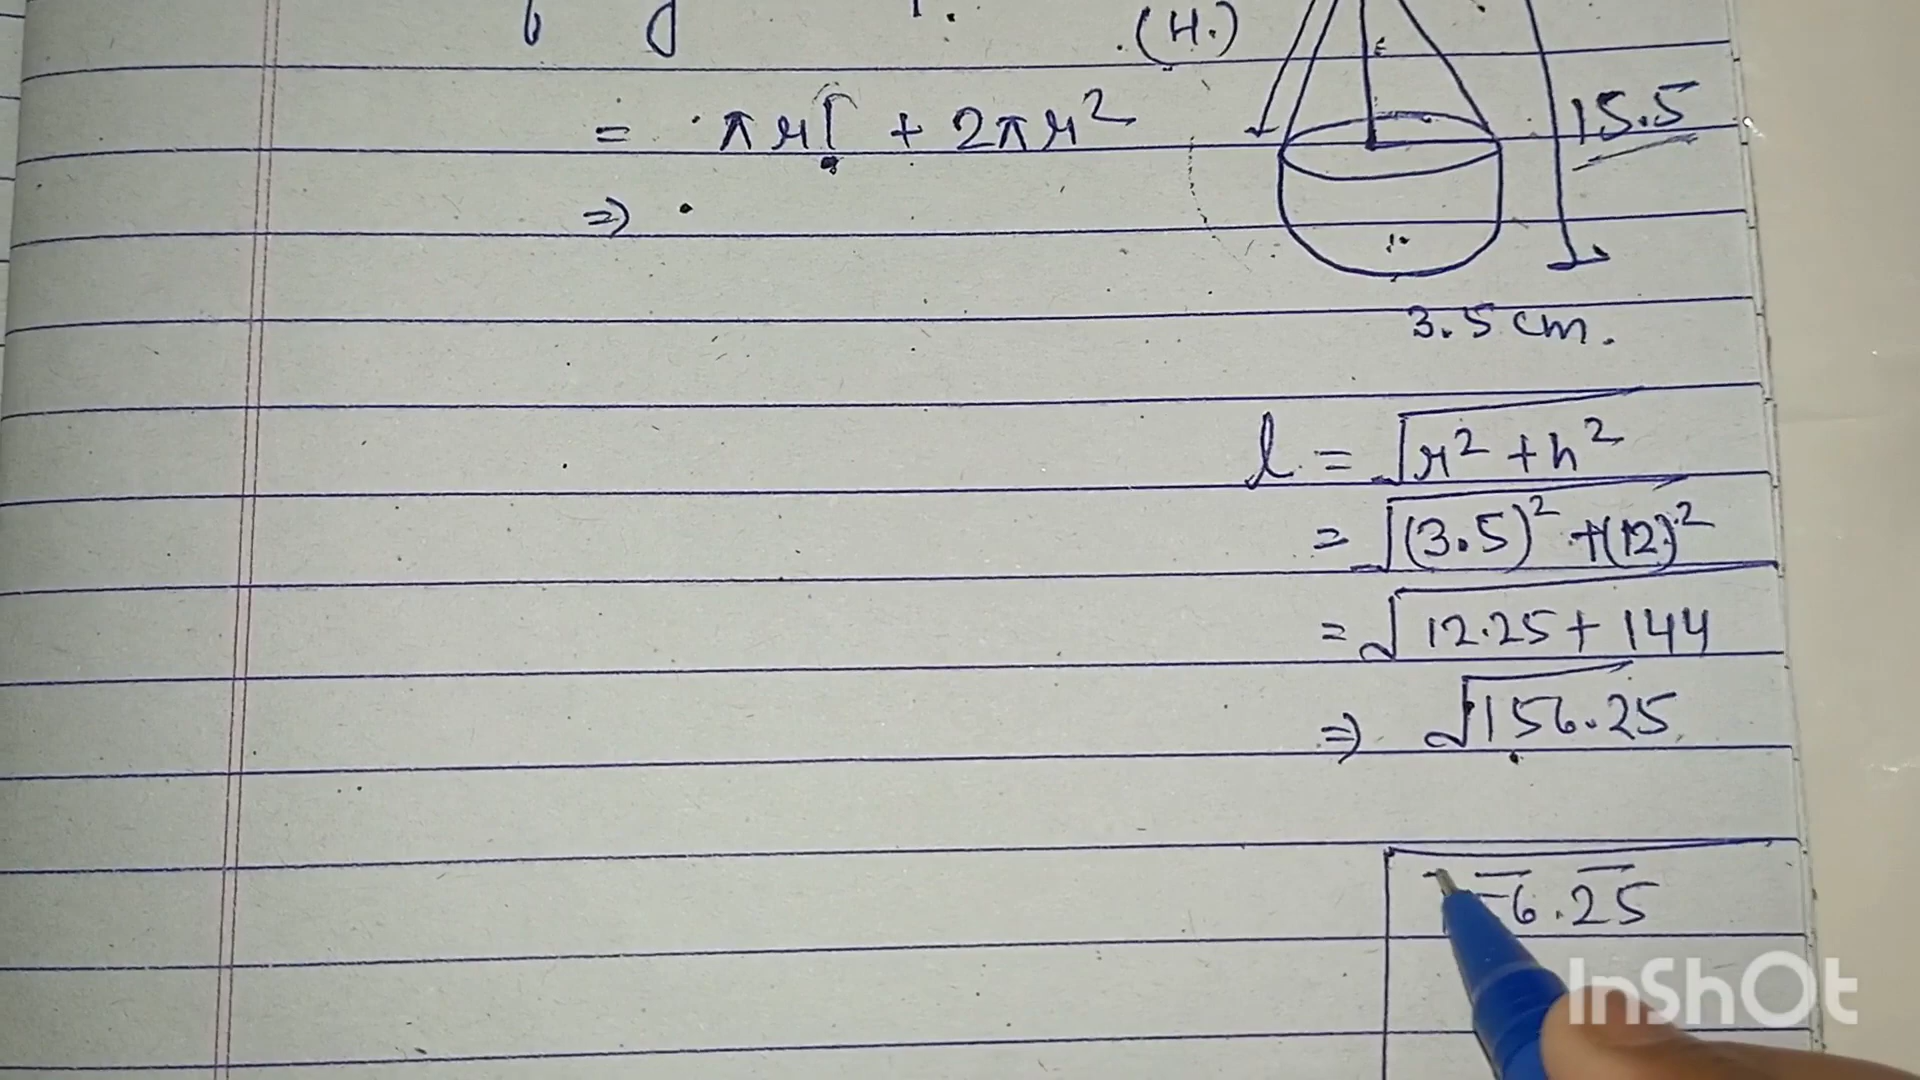 (H.)
= πrl + 2πr²
15.5
⇒
3.5 cm.
l = √r² + h²
= √(3.5)² + (12)²
= √12.25 + 144
⇒ √156.25
6.25
InShOt